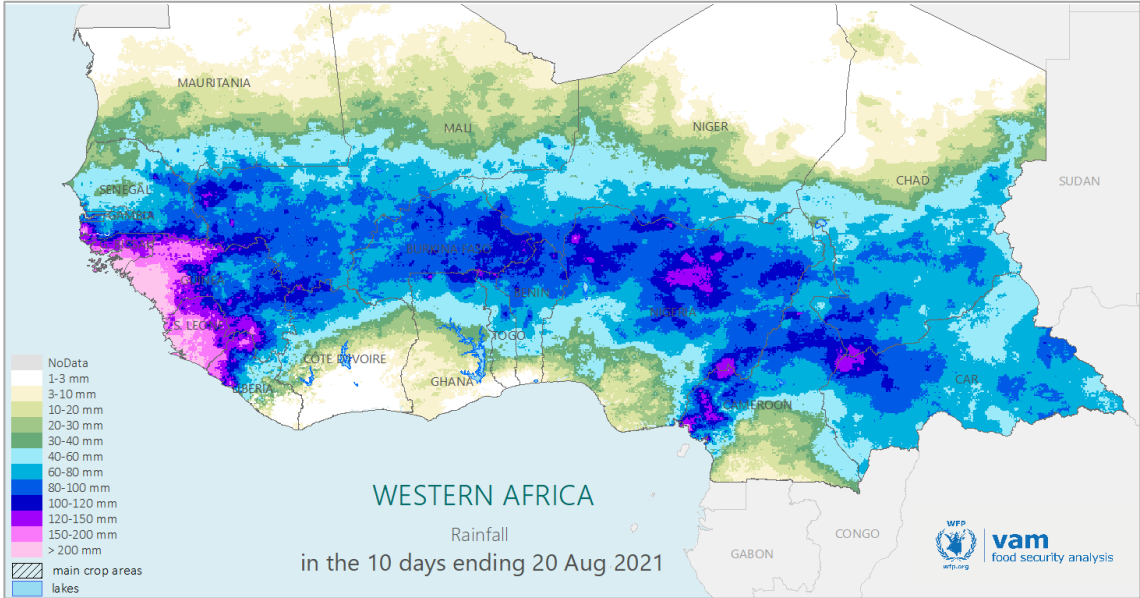 MAURITANIA
MALI
NIGER
CHAD
SUDAN
SENEGAL
GAMBIA
BURKINA FASO
GUINEA
BENIN
NIGERIA
S. LEONE
TOGO
COTE D'IVOIRE
LIBERIA
GHANA
CAMEROON
CAR
NoData
1-3 mm
3-10 mm
10-20 mm
20-30 mm
30-40 mm
40-60 mm
60-80 mm
80-100 mm
100-120 mm
120-150 mm
150-200 mm
> 200 mm
main crop areas
lakes
WESTERN AFRICA
Rainfall
in the 10 days ending 20 Aug 2021
GABON
CONGO
WFP
wfp.org
vam
food security analysis